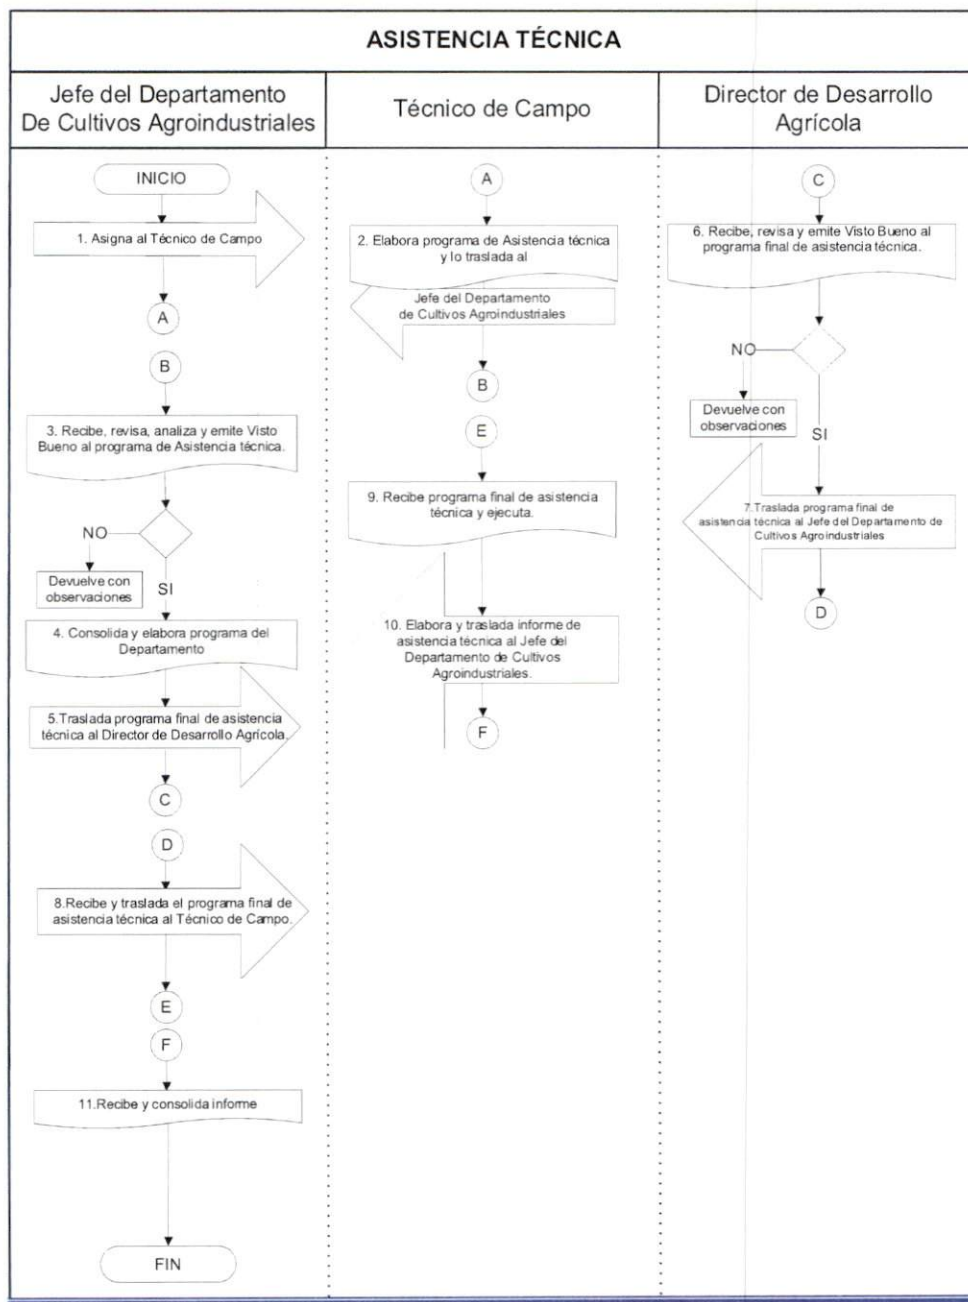 ASISTENCIA TÉCNICA
Jefe del Departamento
De Cultivos Agroindustriales
Técnico de Campo
Director de Desarrollo
Agrícola
INICIO
1. Asigna al Técnico de Campo
A
B
3. Recibe, revisa, analiza y emite Visto
Bueno al programa de Asistencia técnica.
NO
Devuelve con
observaciones
SI
4. Consolida y elabora programa del
Departamento
5.Traslada programa final de asistencia
técnica al Director de Desarrollo Agrícola.
C
D
8.Recibe y traslada el programa final de
asistencia técnica al Técnico de Campo.
E
F
11.Recibe y consolida informe
FIN
A
2. Elabora programa de Asistencia técnica
y lo traslada al
Jefe del Departamento
de Cultivos Agroindustriales
B
E
9. Recibe programa final de asistencia
técnica y ejecuta.
10. Elabora y traslada informe de
asistencia técnica al Jefe del
Departamento de Cultivos
Agroindustriales.
F
C
6. Recibe, revisa y emite Visto Bueno al
programa final de asistencia técnica.
NO
Devuelve con
observaciones
SI
7.Traslada programa final de
asistencia técnica al Jefe del Departamento de
Cultivos Agroindustriales
D